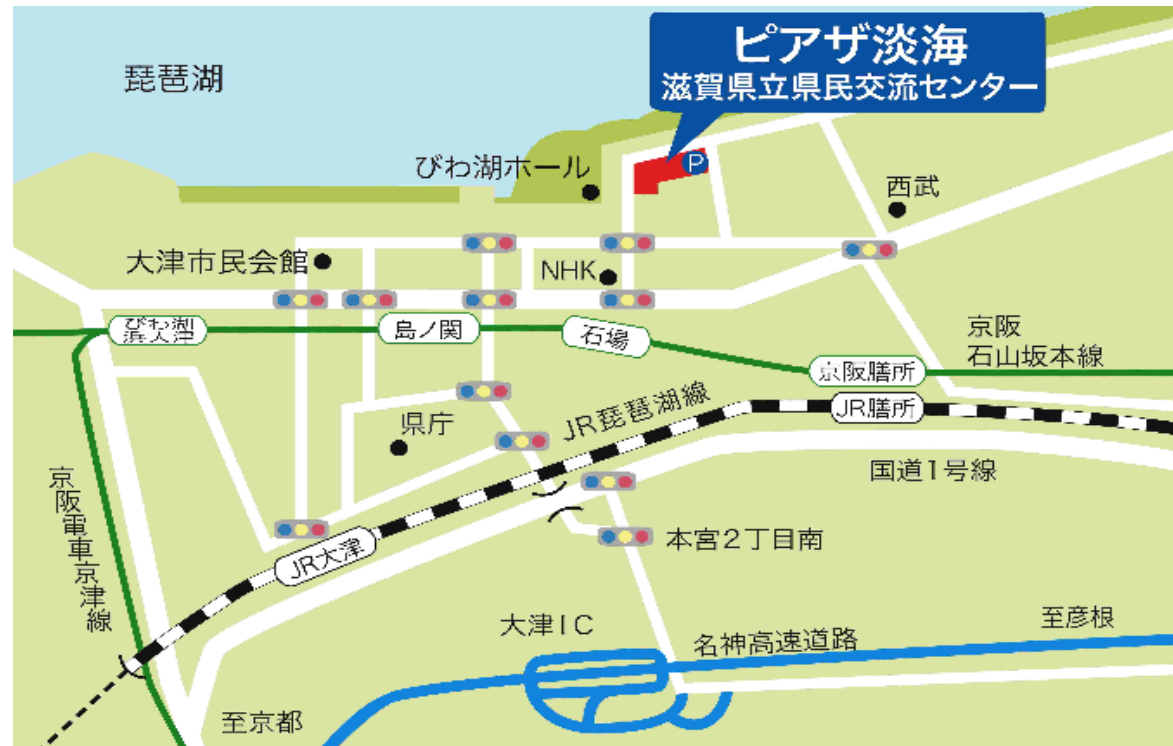 ピアザ淡海
滋賀県立県民交流センター
琵琶湖
びわ湖ホール
P
西武
大津市民会館
NHK
びわ湖
浜大津
島ノ関
石場
京阪
石山坂本線
京阪膳所
JR膳所
JR琵琶湖線
県庁
国道1号線
京阪電車京津線
JR大津
本宮2丁目南
大津IC
名神高速道路
至彦根
至京都